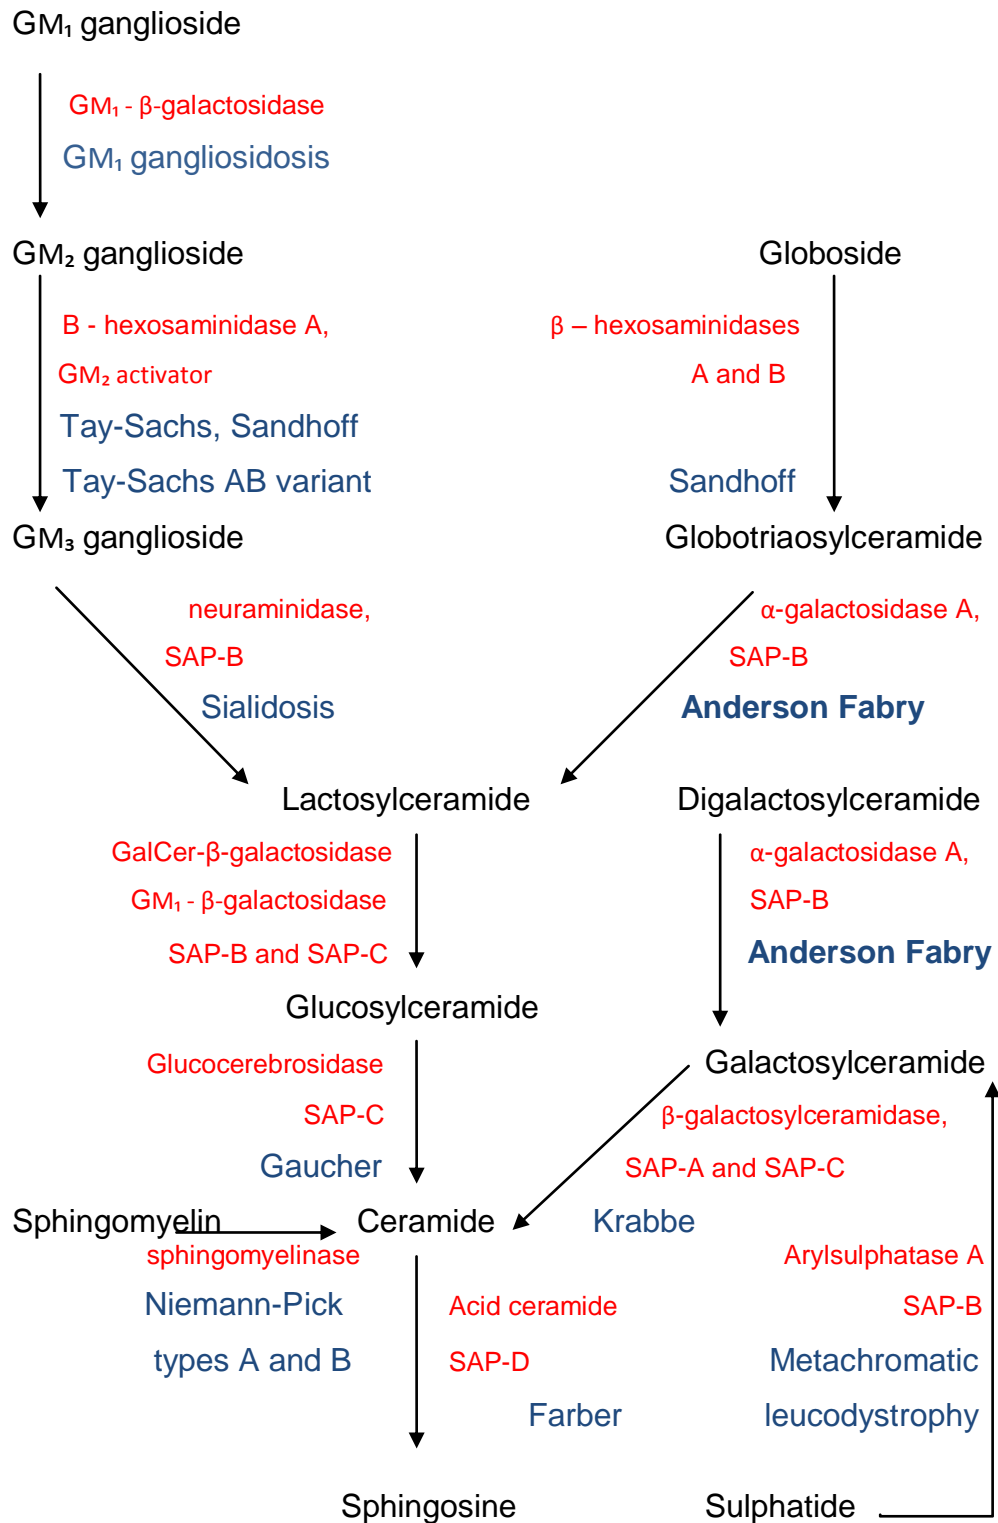 GM₁ ganglioside
GM₁ - β-galactosidase
GM₁ gangliosidosis
GM₂ ganglioside
Globoside
B - hexosaminidase A,
GM₂ activator
Tay-Sachs, Sandhoff
Tay-Sachs AB variant
β – hexosaminidases
A and B
Sandhoff
GM₃ ganglioside
Globotriaosylceramide
neuraminidase,
SAP-B
Sialidosis
α-galactosidase A,
SAP-B
Anderson Fabry
Lactosylceramide
Digalactosylceramide
GalCer-β-galactosidase
GM₁ - β-galactosidase
SAP-B and SAP-C
α-galactosidase A,
SAP-B
Anderson Fabry
Glucosylceramide
Galactosylceramide
Glucocerebrosidase
SAP-C
Gaucher
β-galactosylceramidase,
SAP-A and SAP-C
Krabbe
Sphingomyelin
Ceramide
sphingomyelinase
Niemann-Pick
types A and B
Acid ceramide
SAP-D
Farber
Arylsulphatase A
SAP-B
Metachromatic
leucodystrophy
Sphingosine
Sulphatide